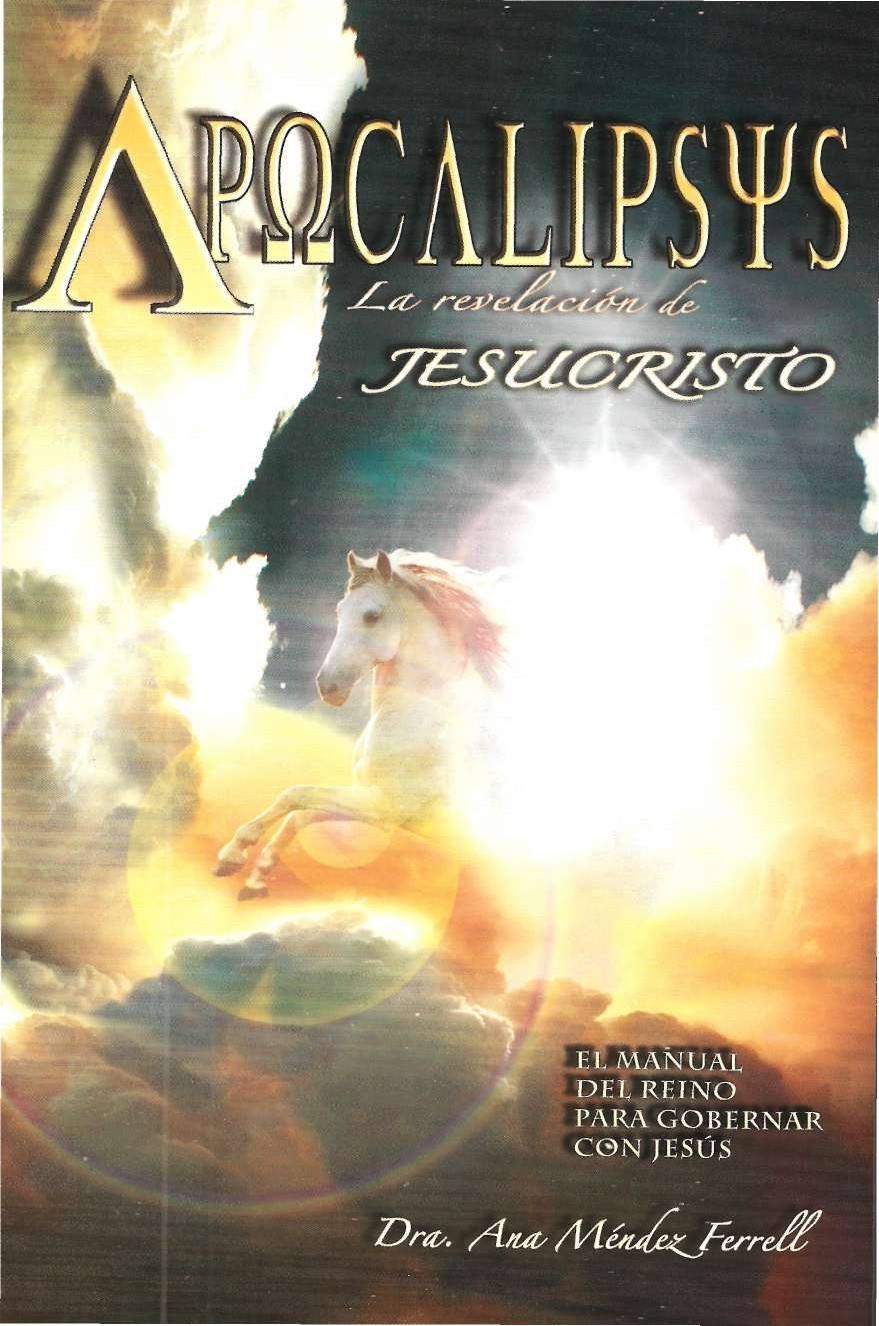 ΛPΩCΛLIPSΨS
La revelación de
JESUCRISTO
EL MANUAL
DEL REINO
PARA GOBERNAR
CON JESÚS
Dra. Ana Méndez Ferrell